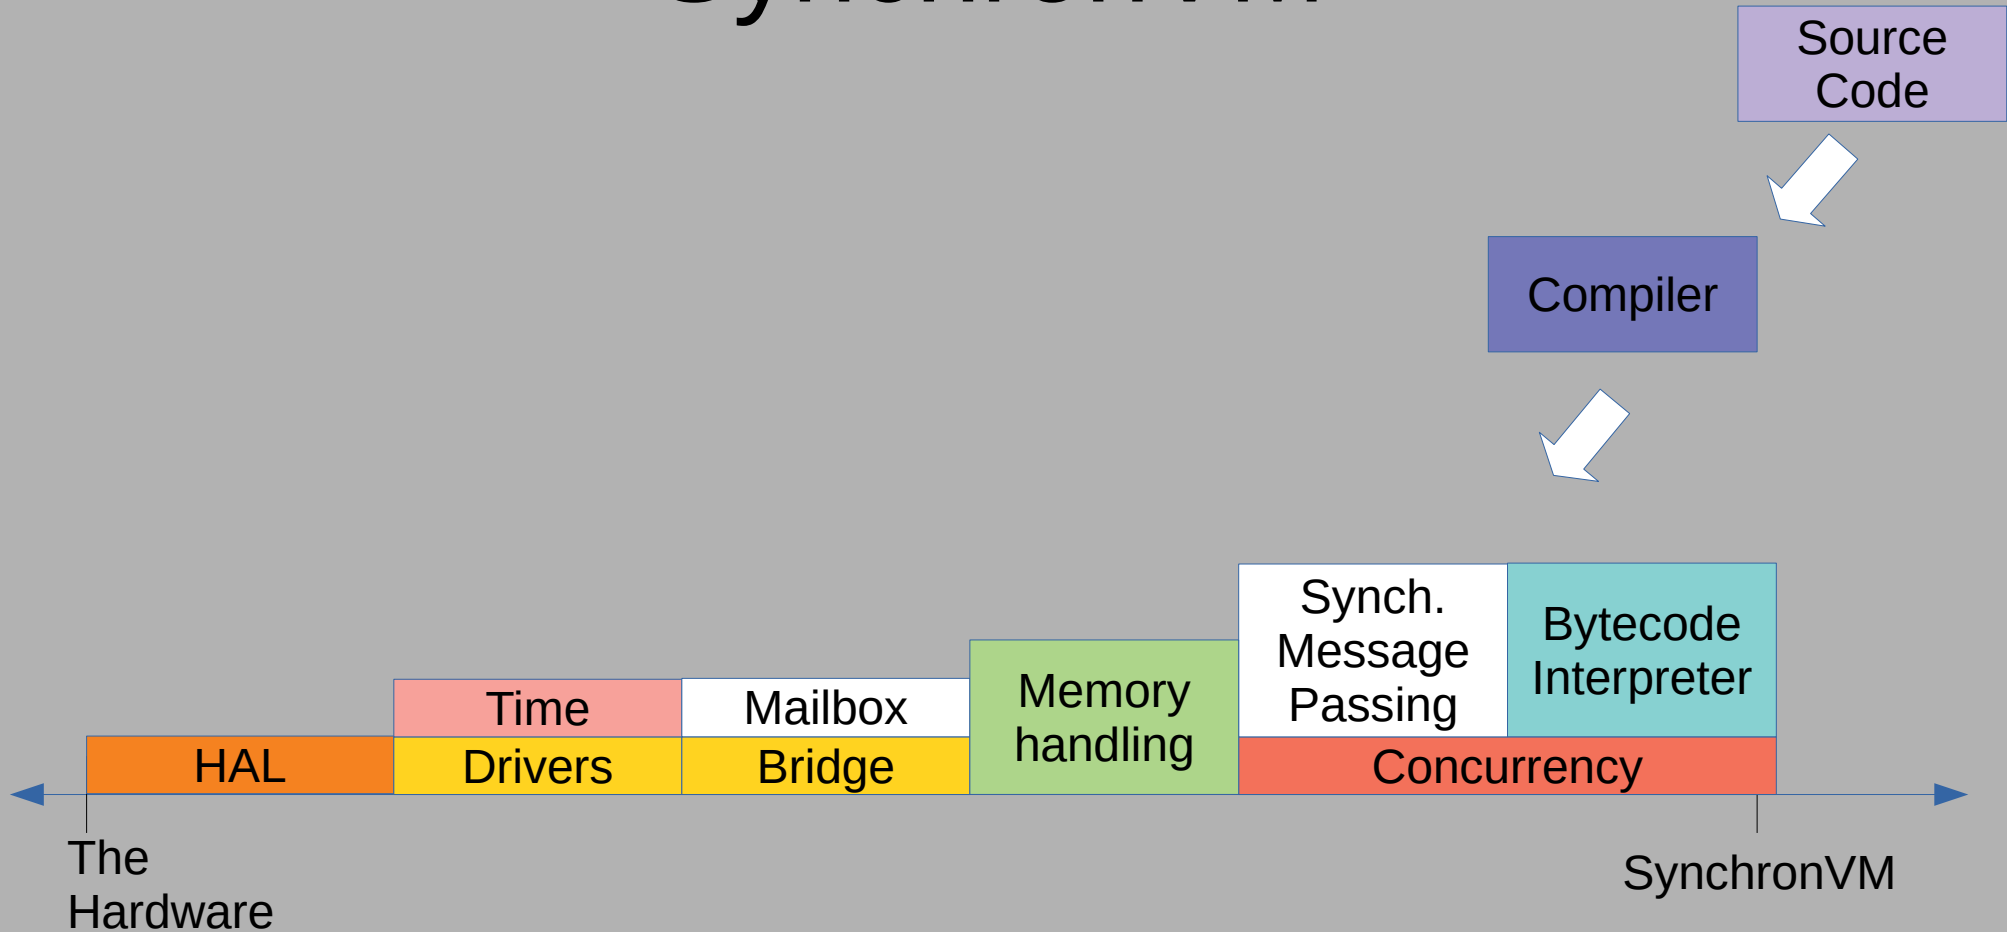 SynchronVM
Source
Code
Compiler
Synch.
Message
Passing
Bytecode
Interpreter
Time
Mailbox
Memory
handling
HAL
Drivers
Bridge
Concurrency
The
Hardware
SynchronVM